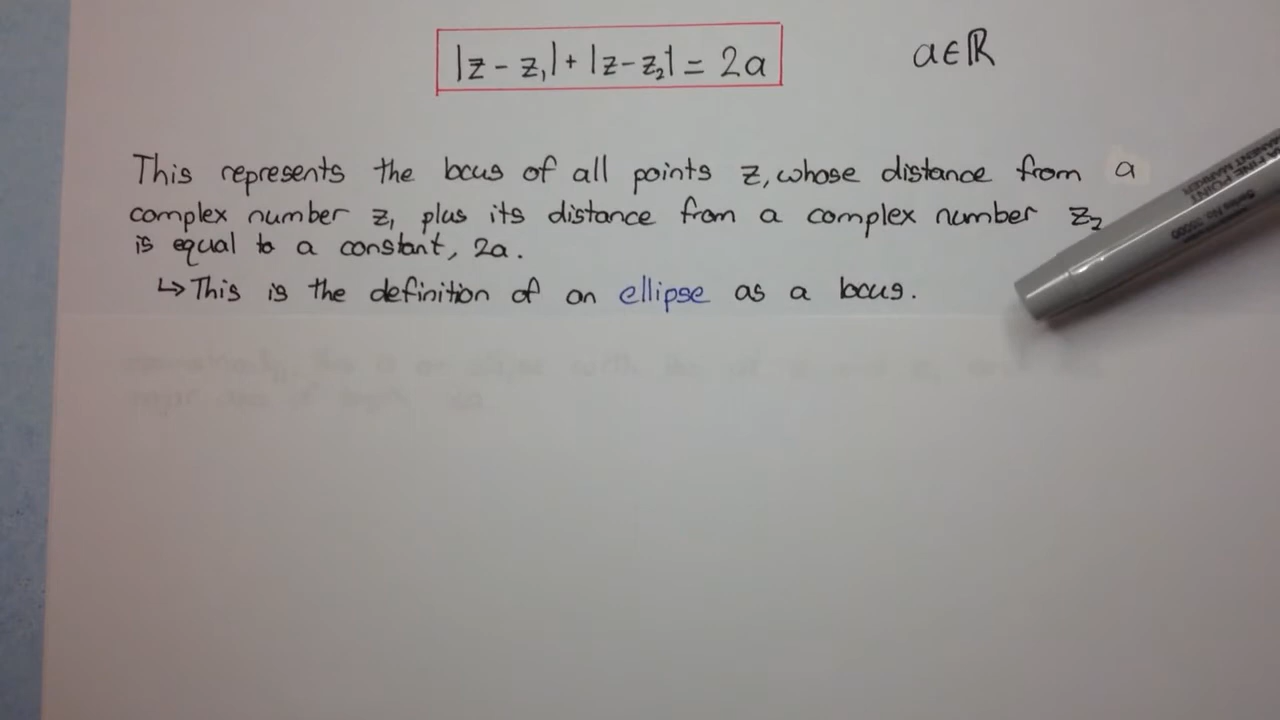 |z - z₁| + |z - z₂| = 2a a∈ℝ
This represents the locus of all points z, whose distance from a
complex number z₁ plus its distance from a complex number z₂
is equal to a constant, 2a.
↳ This is the definition of an ellipse as a locus.